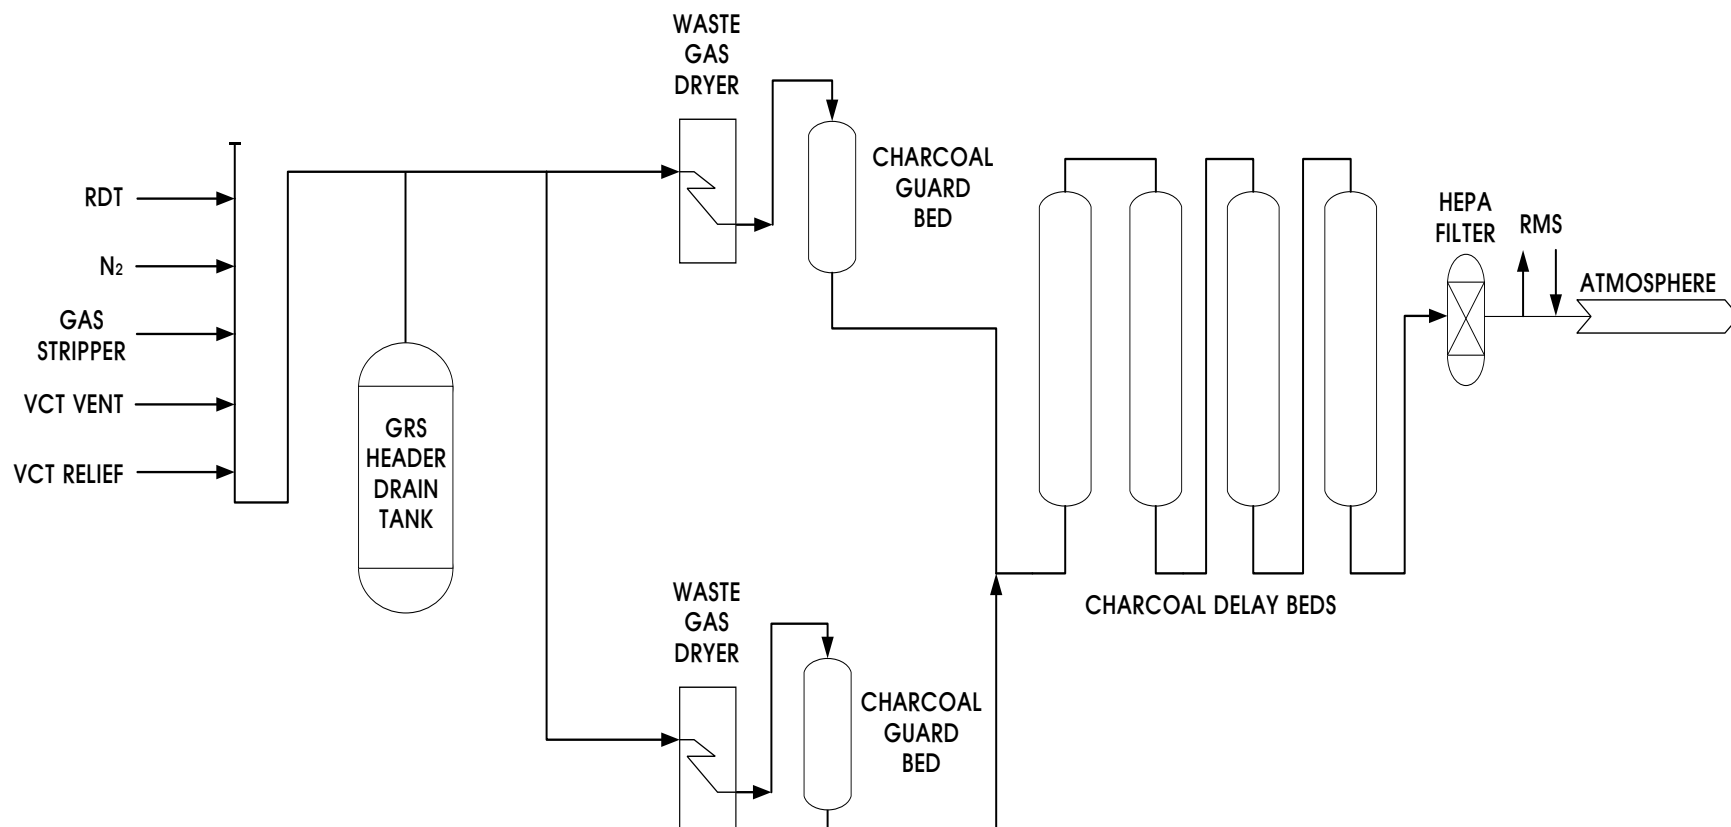 WASTE
GAS
DRYER
CHARCOAL
GUARD
BED
RDT
N₂
GAS
STRIPPER
VCT VENT
VCT RELIEF
GRS
HEADER
DRAIN
TANK
HEPA
FILTER
RMS
ATMOSPHERE
CHARCOAL DELAY BEDS
WASTE
GAS
DRYER
CHARCOAL
GUARD
BED